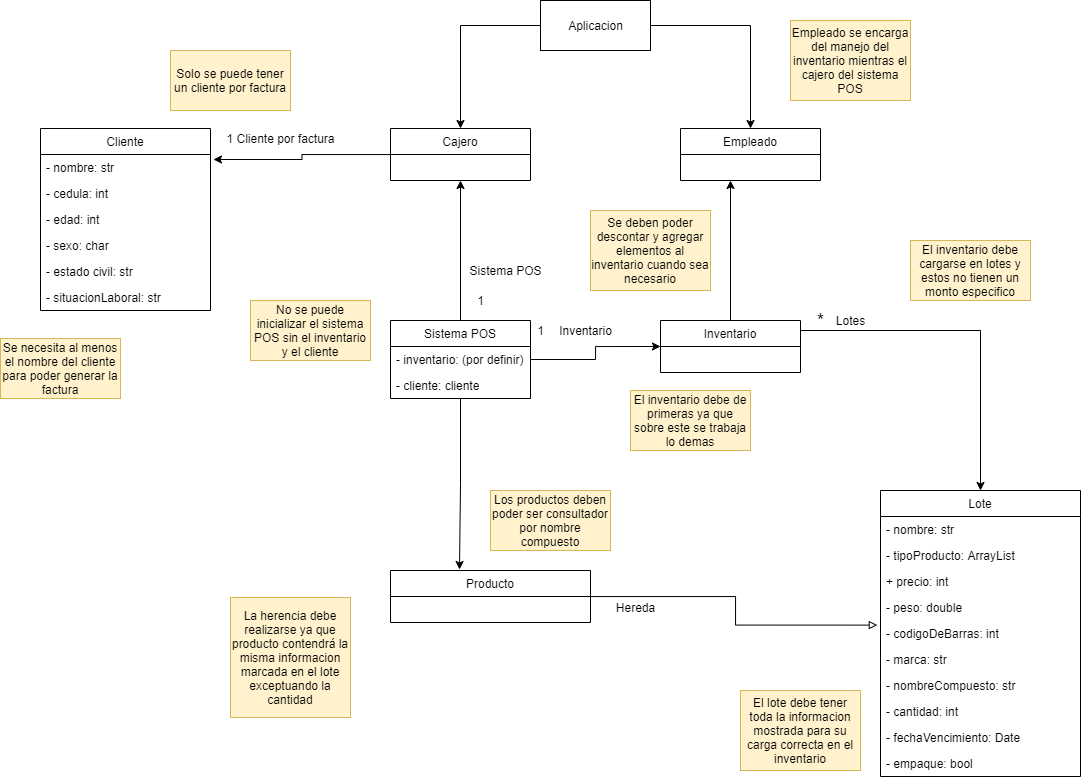 Aplicacion
Empleado se encarga
del manejo del
inventario mientras el
cajero del sistema
POS
Solo se puede tener
un cliente por factura
Cliente
- nombre: str
- cedula: int
- edad: int
- sexo: char
- estado civil: str
- situacionLaboral: str
1 Cliente por factura
Cajero
Empleado
Se deben poder
descontar y agregar
elementos al
inventario cuando sea
necesario
El inventario debe
cargarse en lotes y
estos no tienen un
monto especifico
Sistema POS
1
No se puede
inicializar el sistema
POS sin el inventario
y el cliente
Sistema POS
- inventario: (por definir)
- cliente: cliente
1
Inventario
Inventario
*
Lotes
Se necesita al menos
el nombre del cliente
para poder generar la
factura
El inventario debe de
primeras ya que
sobre este se trabaja
lo demas
Los productos deben
poder ser consultador
por nombre
compuesto
Producto
Hereda
La herencia debe
realizarse ya que
producto contendrá la
misma informacion
marcada en el lote
exceptuando la
cantidad
Lote
- nombre: str
- tipoProducto: ArrayList
+ precio: int
- peso: double
- codigoDeBarras: int
- marca: str
- nombreCompuesto: str
- cantidad: int
- fechaVencimiento: Date
- empaque: bool
El lote debe tener
toda la informacion
mostrada para su
carga correcta en el
inventario